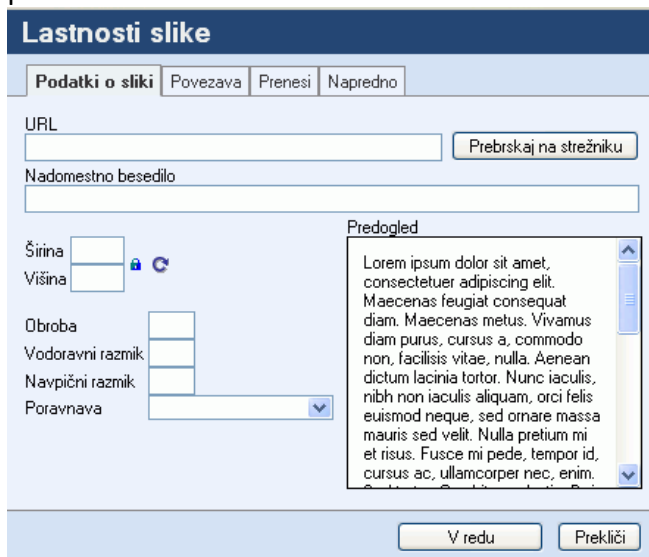 Lastnosti slike
Podatki o sliki Povezava Prenesi Napredno
URL
Prebrskaj na strežniku
Nadomestno besedilo
Predogled
Širina
Višina
Obroba
Vodoravni razmik
Navpični razmik
Poravnava
Lorem ipsum dolor sit amet,
consectetuer adipiscing elit.
Maecenas feugiat consequat
diam. Maecenas metus. Vivamus
diam purus, cursus a, commodo
non, facilisis vitae, nulla. Aenean
dictum lacinia tortor. Nunc iaculis,
nibh non iaculis aliquam, orci felis
euismod neque, sed ornare massa
mauris sed velit. Nulla pretium mi
et risus. Fusce mi pede, tempor id,
cursus ac, ullamcorper nec, enim.
V redu Prekliči